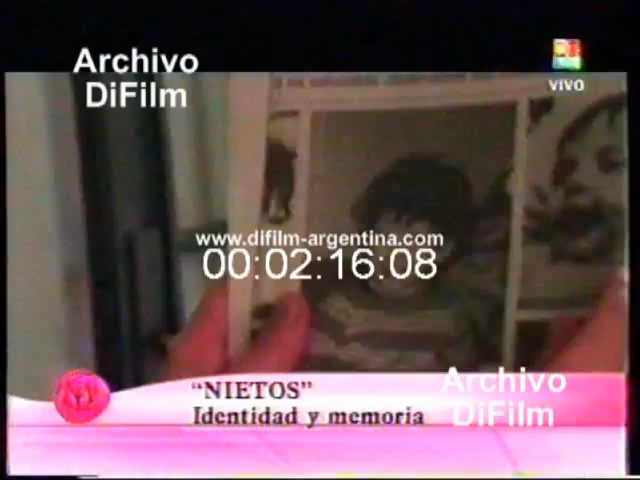 Archivo
DiFilm
VIVO
www.difilm-argentina.com
00:02:16:08
"NIETOS"
Identidad y memoria
Archivo
DiFilm